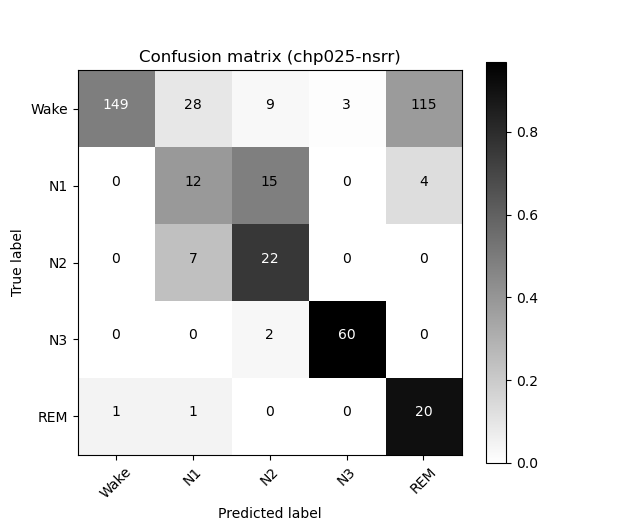 Confusion matrix (chp025-nsrr)
Wake 149 28 9 3 115
N1 0 12 15 0 4
N2 0 7 22 0 0
N3 0 0 2 60 0
REM 1 1 0 0 20
Wake N1 N2 N3 REM
Predicted label
True label
0.8
0.6
0.4
0.2
0.0